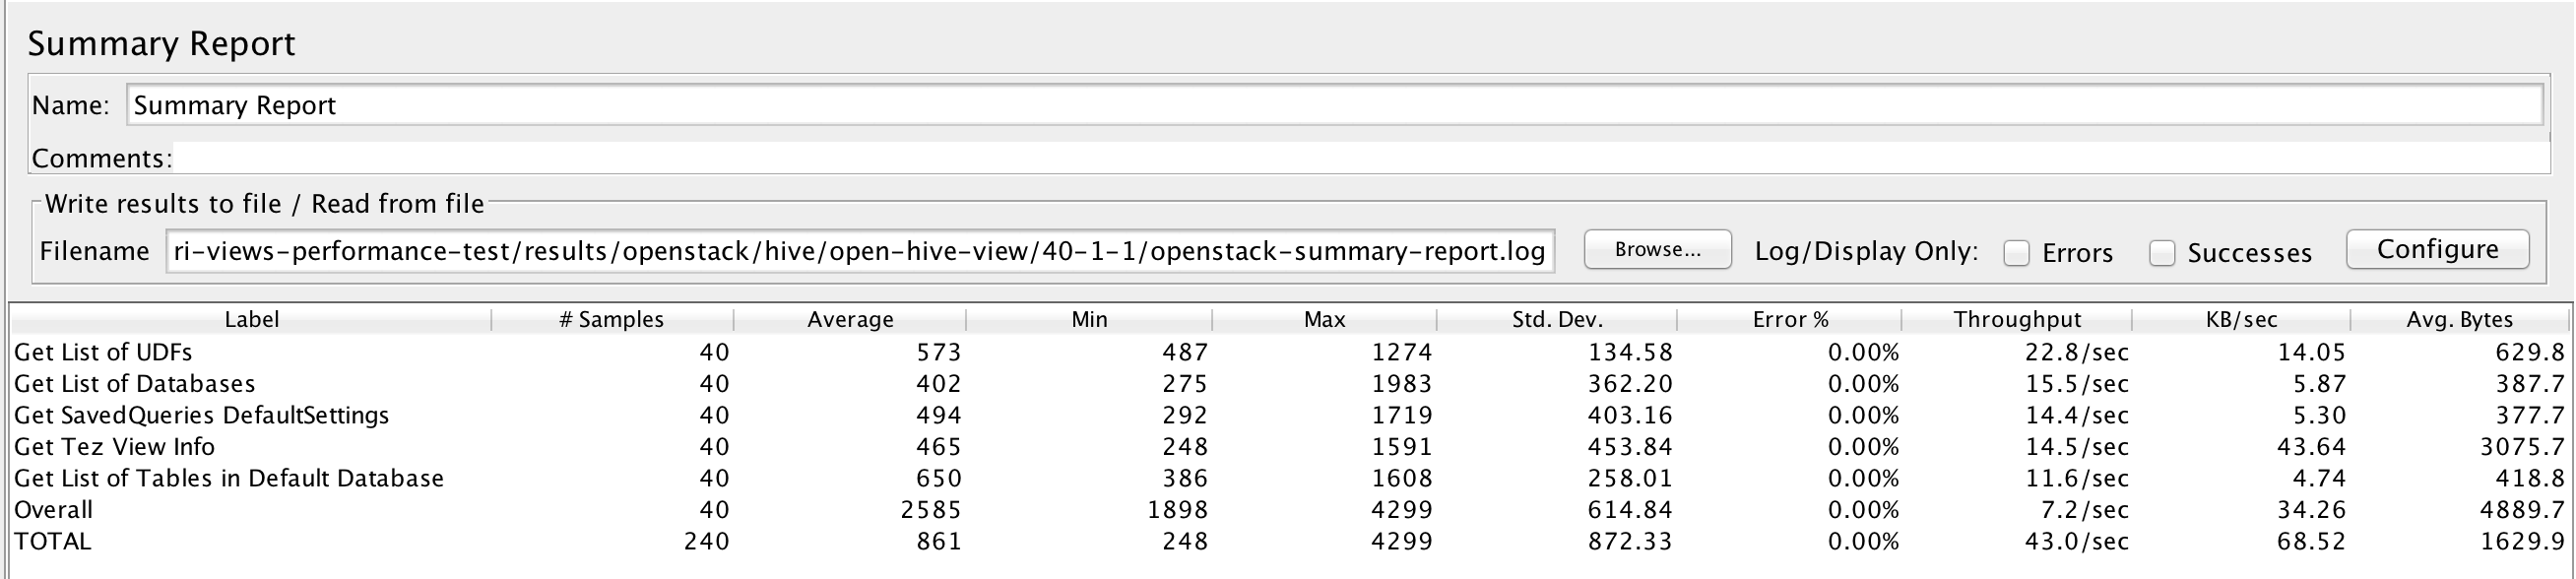 Summary Report
Name: Summary Report
Comments:
Write results to file / Read from file
Filename ri-views-performance-test/results/openstack/hive/open-hive-view/40-1-1/openstack-summary-report.log Browse... Log/Display Only: Errors Successes Configure
Label # Samples Average Min Max Std. Dev. Error % Throughput KB/sec Avg. Bytes
Get List of UDFs 40 573 487 1274 134.58 0.00% 22.8/sec 14.05 629.8
Get List of Databases 40 402 275 1983 362.20 0.00% 15.5/sec 5.87 387.7
Get SavedQueries DefaultSettings 40 494 292 1719 403.16 0.00% 14.4/sec 5.30 377.7
Get Tez View Info 40 465 248 1591 453.84 0.00% 14.5/sec 43.64 3075.7
Get List of Tables in Default Database 40 650 386 1608 258.01 0.00% 11.6/sec 4.74 418.8
Overall 40 2585 1898 4299 614.84 0.00% 7.2/sec 34.26 4889.7
TOTAL 240 861 248 4299 872.33 0.00% 43.0/sec 68.52 1629.9